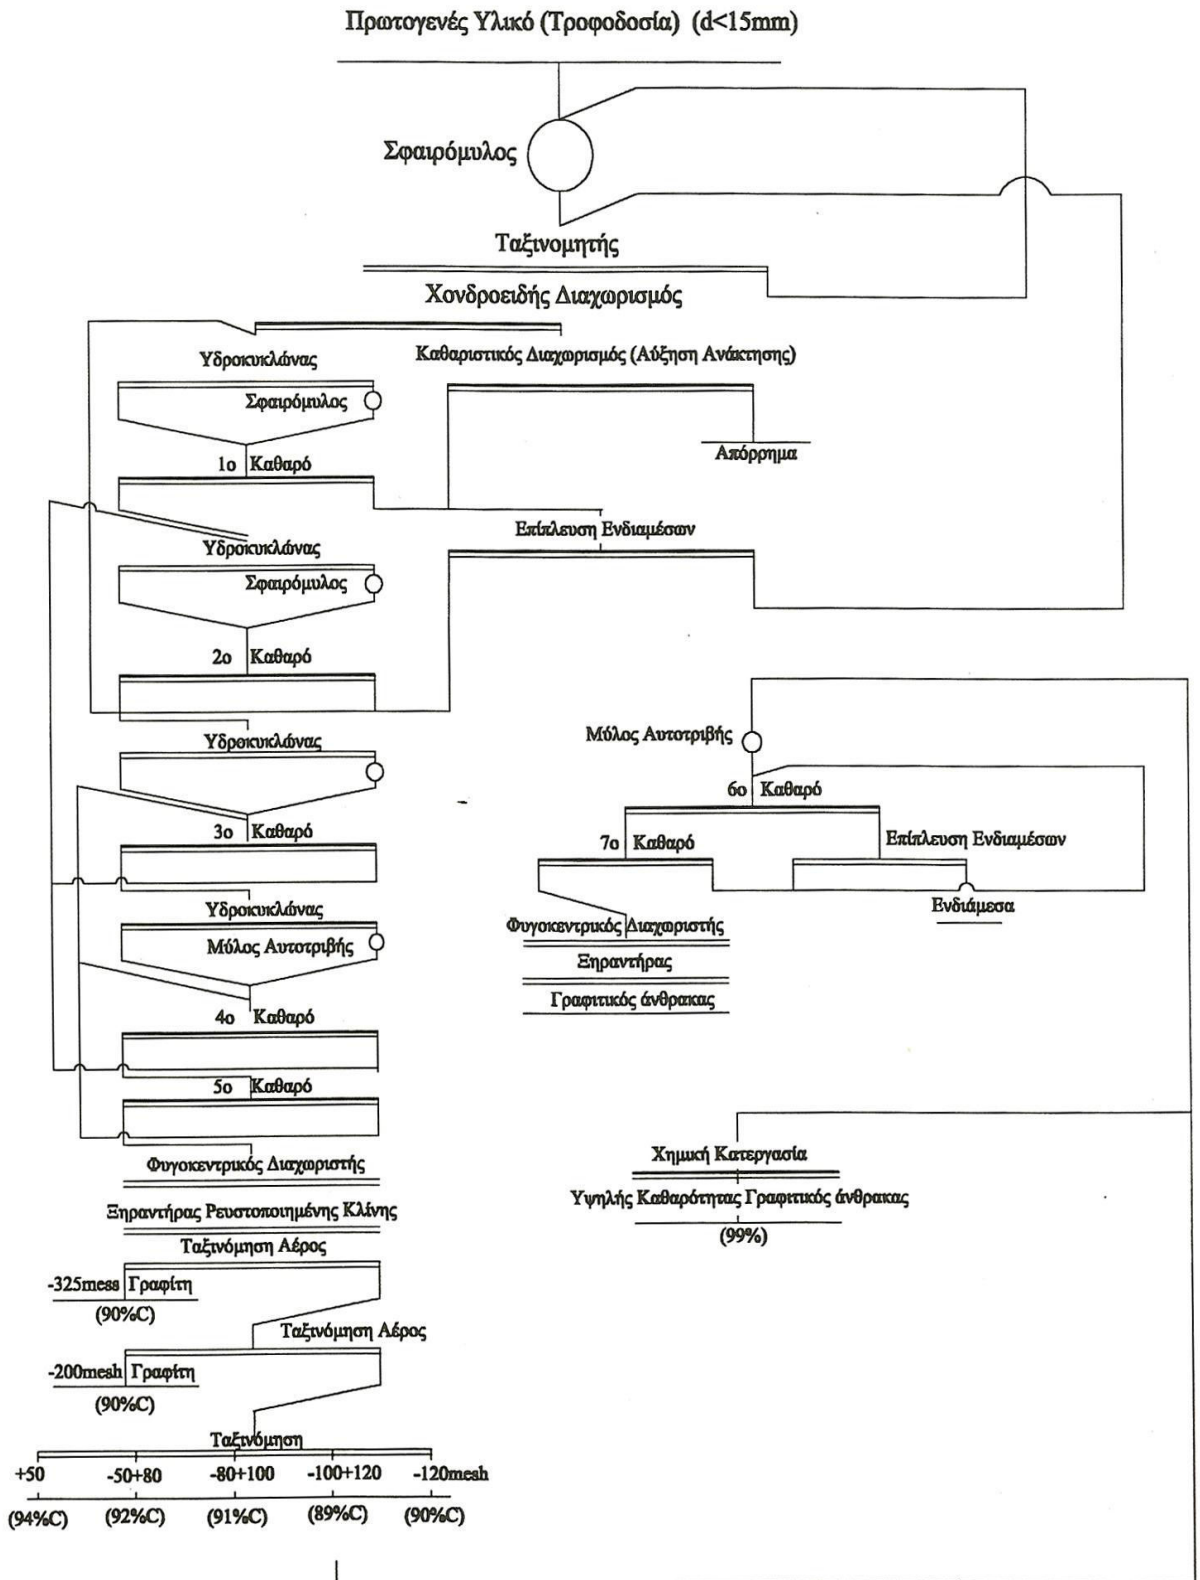 Πρωτογενές Υλικό (Τροφοδοσία) (d<15mm)
Σφαιρόμυλος
Ταξινομητής
Χονδροειδής Διαχωρισμός
Υδροκυκλώνας
Καθαριστικός Διαχωρισμός (Αύξηση Ανάκτησης)
Σφαιρόμυλος
Απόρρημα
1ο Καθαρό
Επίπλευση Ενδιαμέσων
Υδροκυκλώνας
Σφαιρόμυλος
2ο Καθαρό
Υδροκυκλώνας
3ο Καθαρό
Υδροκυκλώνας
Μύλος Αυτοτριβής
4ο Καθαρό
5ο Καθαρό
Φυγοκεντρικός Διαχωριστής
Ξηραντήρας Ρευστοποιημένης Κλίνης
Ταξινόμηση Αέρος
-325mess Γραφίτη
(90%C)
Ταξινόμηση Αέρος
-200mesh Γραφίτη
(90%C)
Ταξινόμηση
+50 -50+80 -80+100 -100+120 -120mesh
(94%C) (92%C) (91%C) (89%C) (90%C)
Μύλος Αυτοτριβής
6ο Καθαρό
7ο Καθαρό
Επίπλευση Ενδιαμέσων
Ενδιάμεσα
Φυγοκεντρικός Διαχωριστής
Ξηραντήρας
Γραφιτικός άνθρακας
Χημική Κατεργασία
Υψηλής Καθαρότητας Γραφιτικός άνθρακας
(99%)